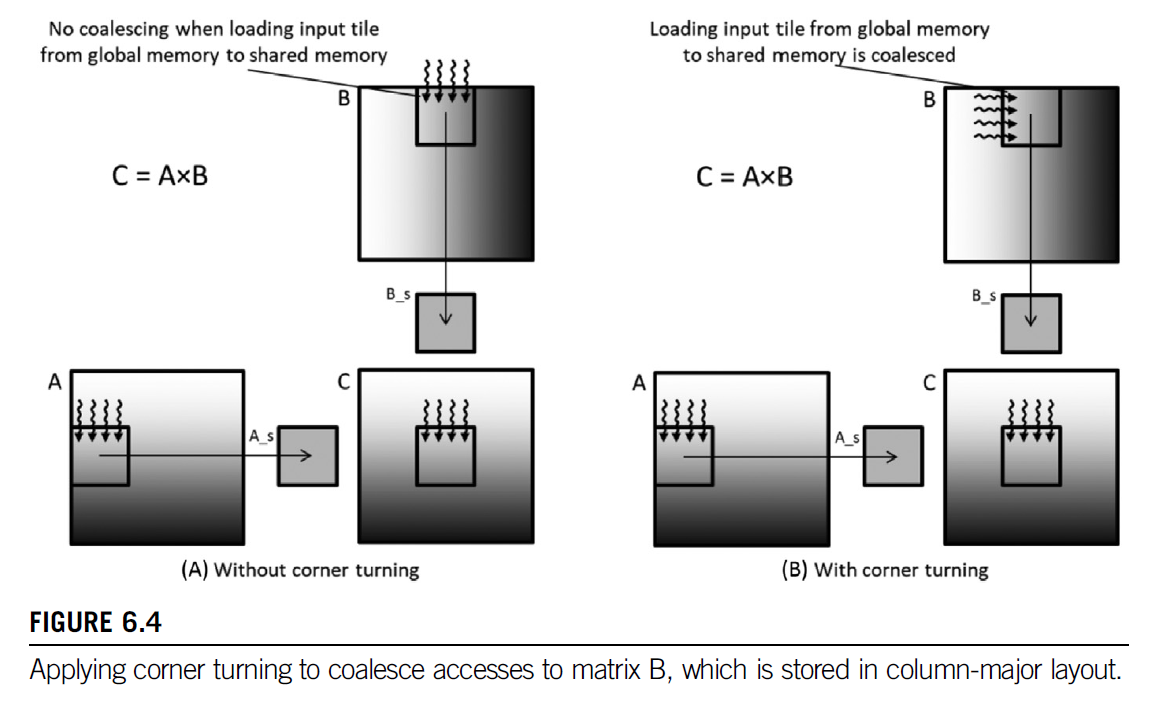 No coalescing when loading input tile
from global memory to shared memory
B
C = A×B
B_s
A
A_s
C
(A) Without corner turning
Loading input tile from global memory
to shared memory is coalesced
B
C = A×B
B_s
A
A_s
C
(B) With corner turning
FIGURE 6.4
Applying corner turning to coalesce accesses to matrix B, which is stored in column-major layout.